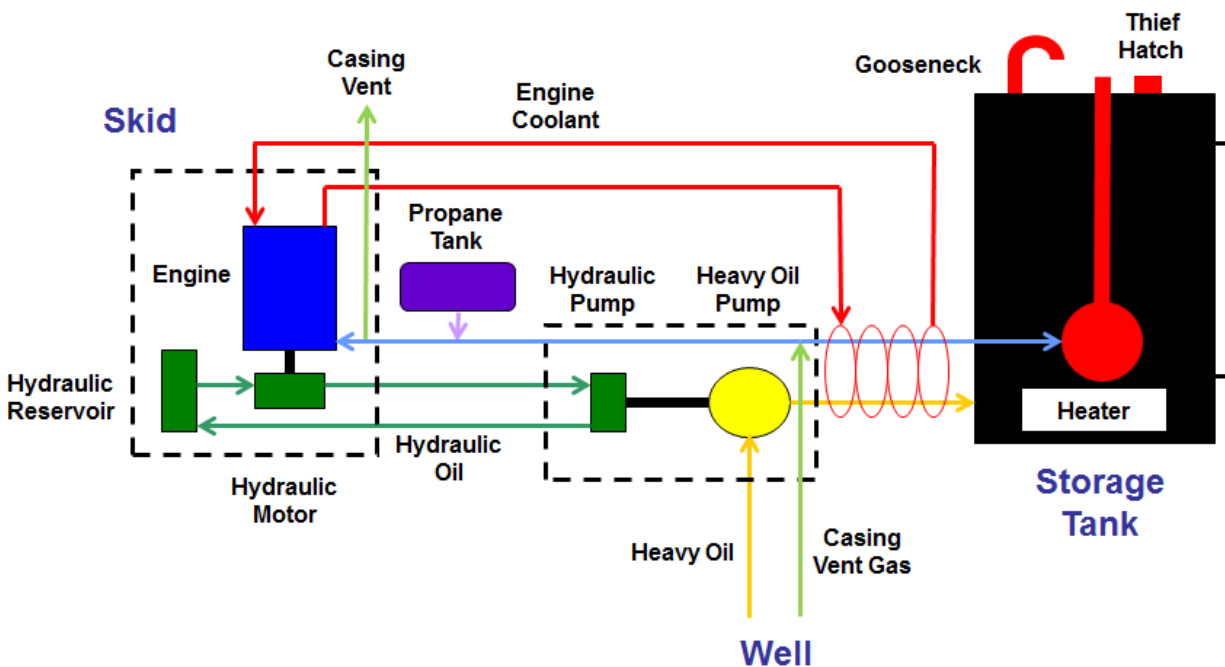 Thief
Hatch
Gooseneck
Casing
Vent
Engine
Coolant
Skid
Propane
Tank
Engine
Hydraulic
Pump
Heavy Oil
Pump
Hydraulic
Reservoir
Heater
Hydraulic
Oil
Hydraulic
Motor
Storage
Tank
Heavy Oil
Casing
Vent Gas
Well